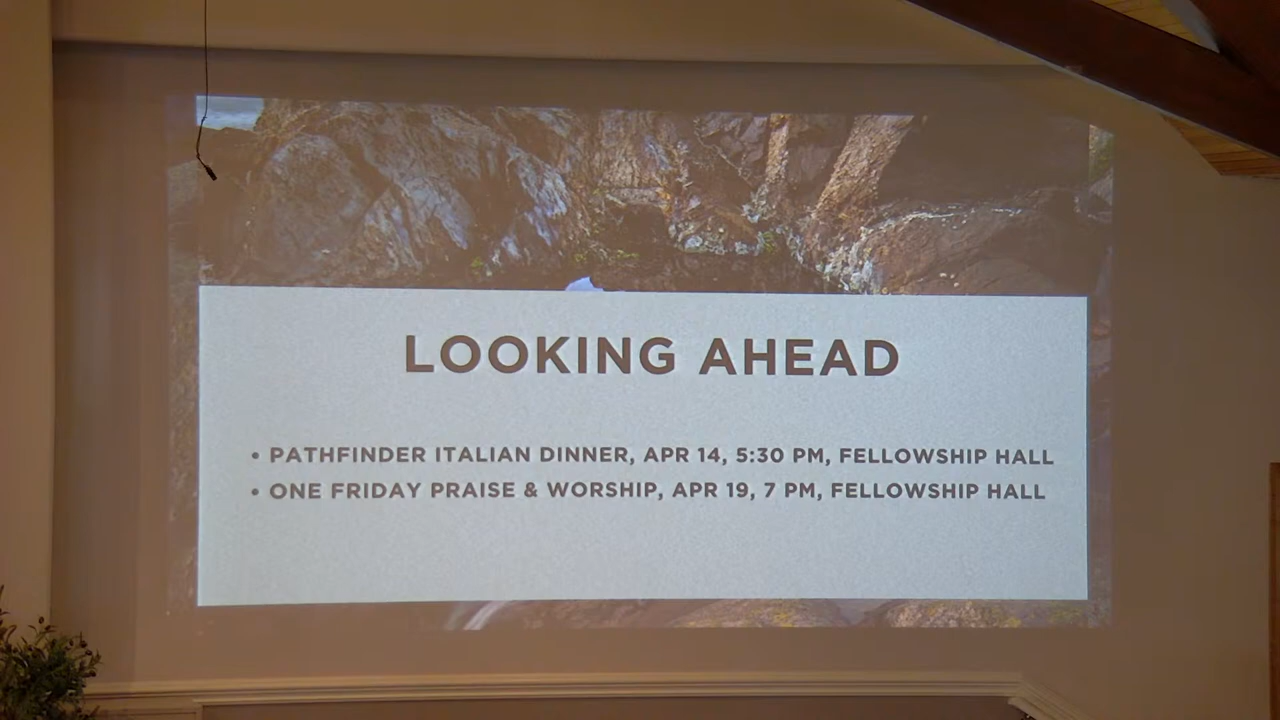 LOOKING AHEAD
• PATHFINDER ITALIAN DINNER, APR 14, 5:30 PM, FELLOWSHIP HALL
• ONE FRIDAY PRAISE & WORSHIP, APR 19, 7 PM, FELLOWSHIP HALL